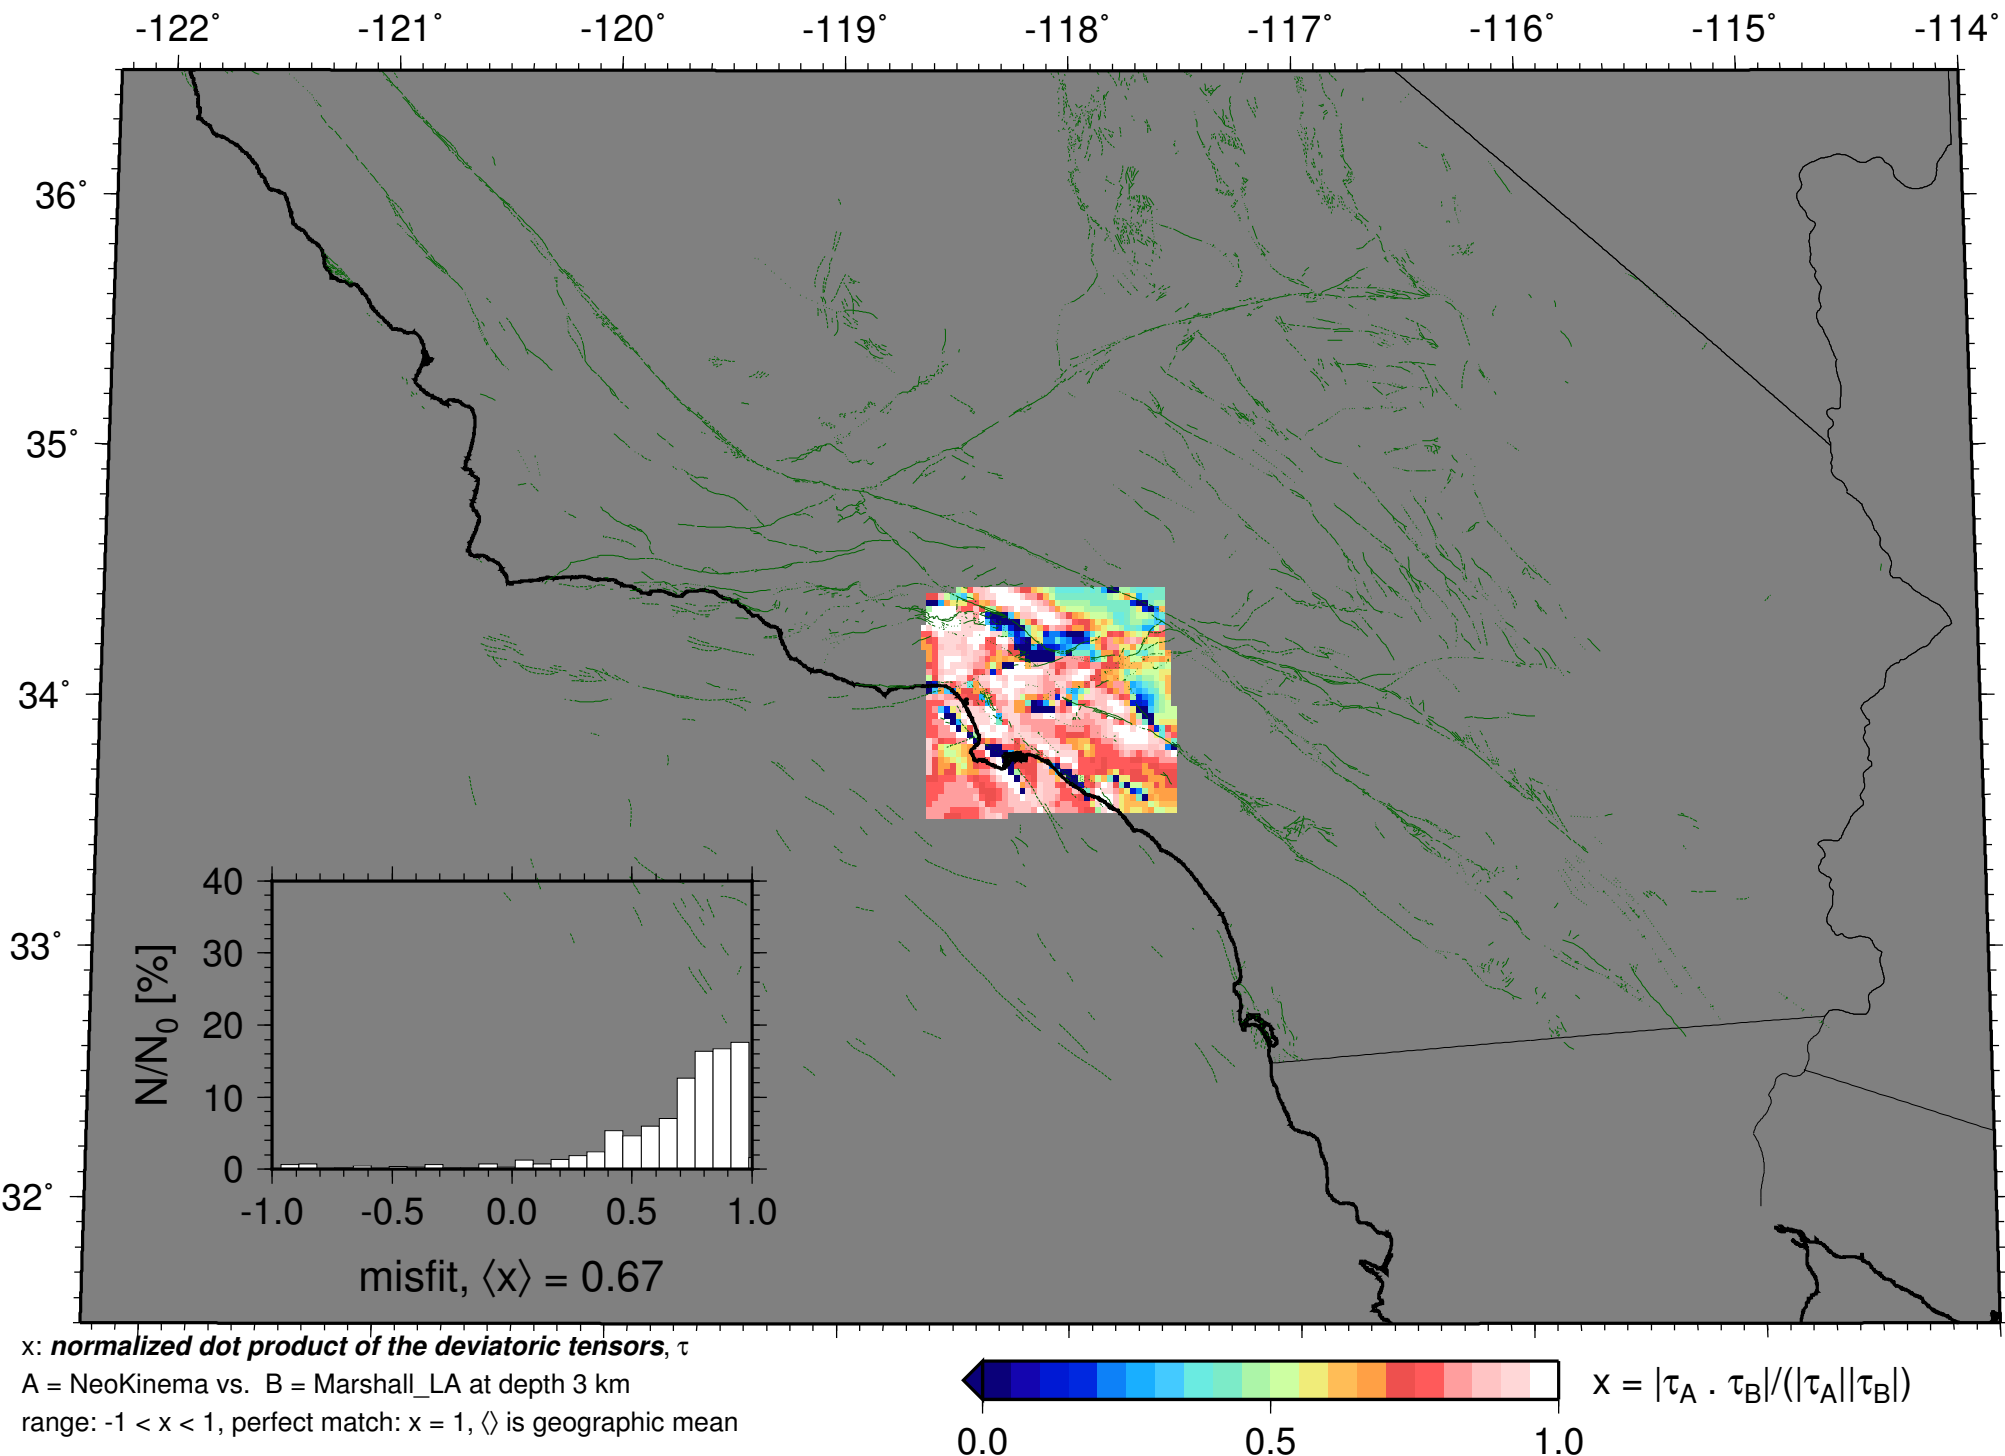 -122° -121° -120° -119° -118° -117° -116° -115° -114°
36°
35°
34°
33°
32°
40
30
20
10
0
N/N0 [%]
-1.0 -0.5 0.0 0.5 1.0
misfit, ⟨x⟩ = 0.67
x: normalized dot product of the deviatoric tensors, τ
A = NeoKinema vs. B = Marshall_LA at depth 3 km
range: -1 < x < 1, perfect match: x = 1, ⟨⟩ is geographic mean
x = |τA . τB|/(|τA||τB|)
0.0 0.5 1.0